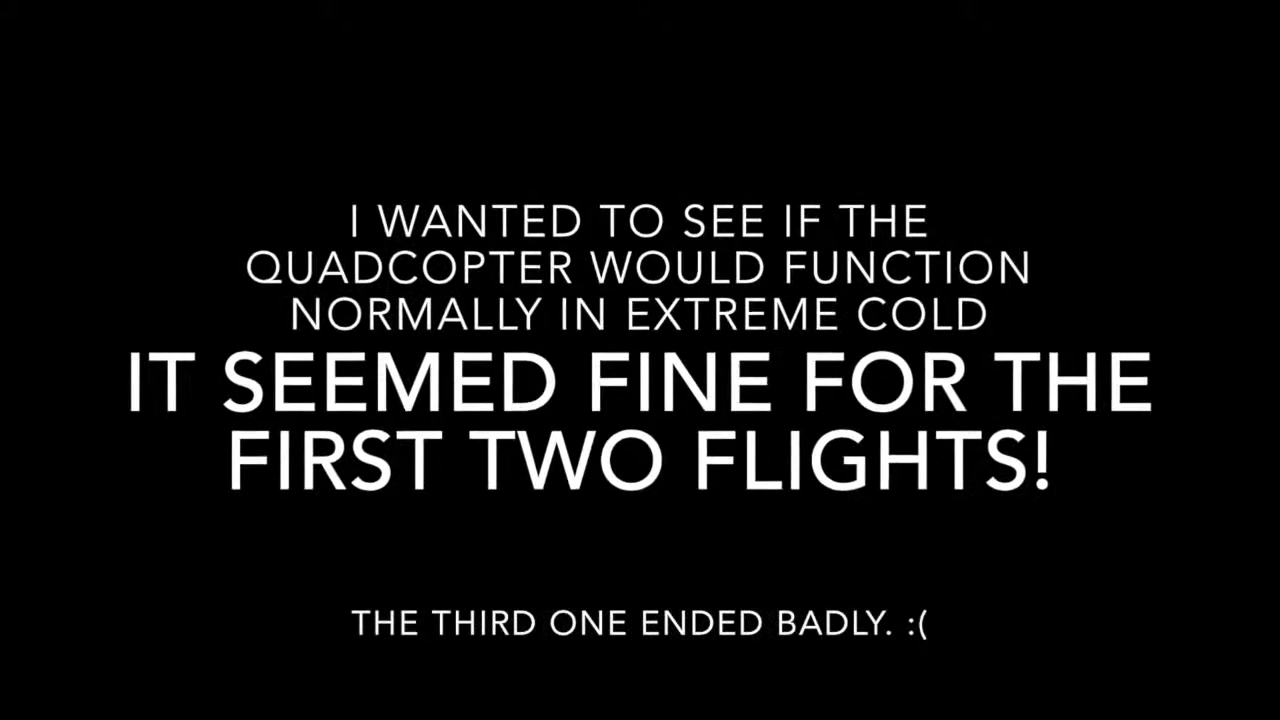 I WANTED TO SEE IF THE
QUADCOPTER WOULD FUNCTION
NORMALLY IN EXTREME COLD
IT SEEMED FINE FOR THE
FIRST TWO FLIGHTS!
THE THIRD ONE ENDED BADLY. :(